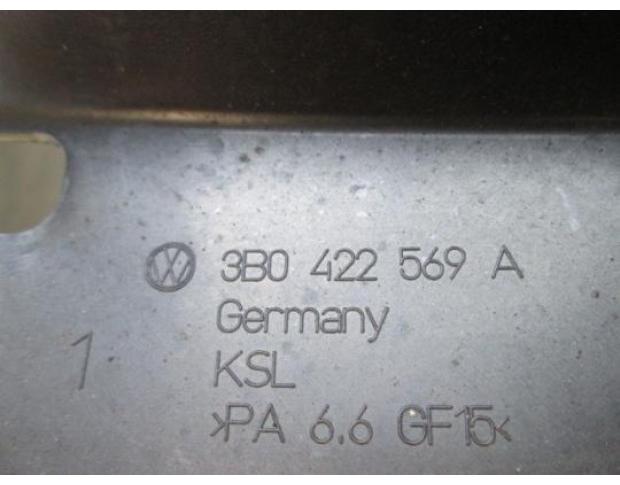 3B0 422 569 A
Germany
1
KSL
>PA 6.6 GF15<